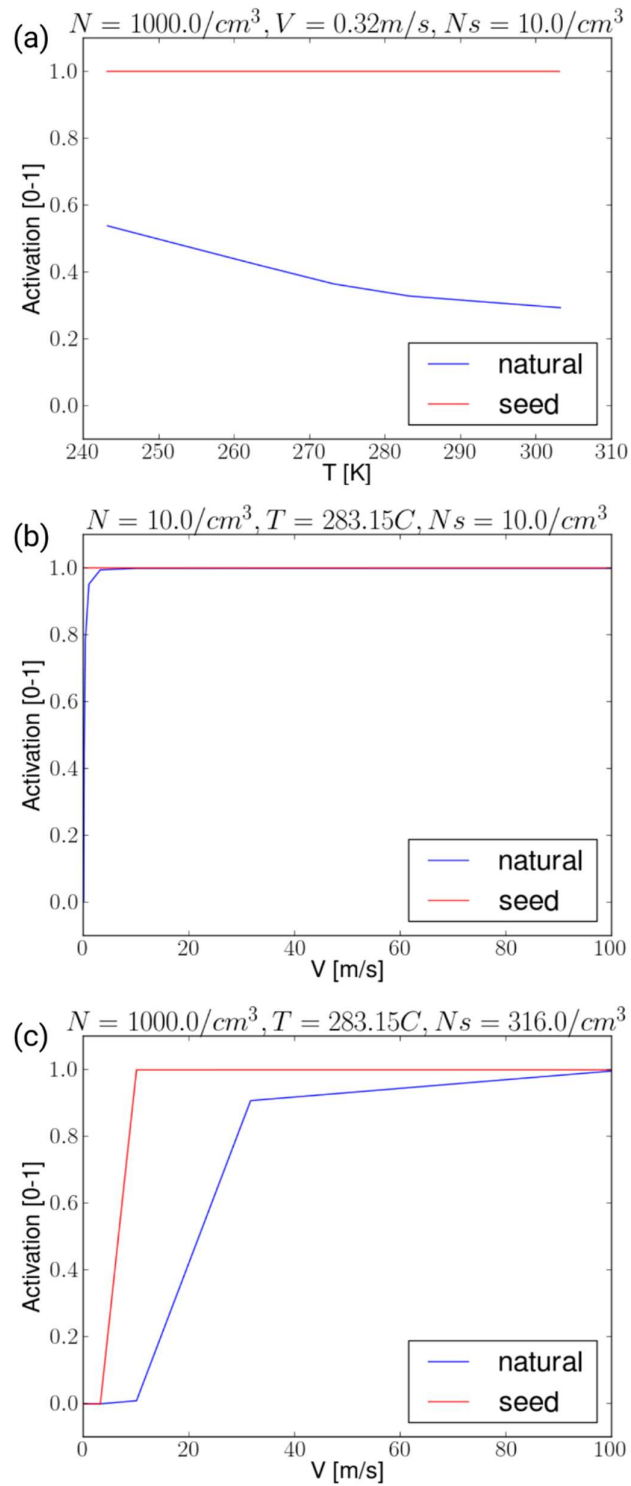 (a)
N = 1000.0/cm³, V = 0.32m/s, Ns = 10.0/cm³
Activation [0-1]
1.0
0.8
0.6
0.4
0.2
0.0
natural
seed
240 250 260 270 280 290 300 310
T [K]
(b)
N = 10.0/cm³, T = 283.15C, Ns = 10.0/cm³
Activation [0-1]
1.0
0.8
0.6
0.4
0.2
0.0
natural
seed
0 20 40 60 80 100
V [m/s]
(c)
N = 1000.0/cm³, T = 283.15C, Ns = 316.0/cm³
Activation [0-1]
1.0
0.8
0.6
0.4
0.2
0.0
natural
seed
0 20 40 60 80 100
V [m/s]